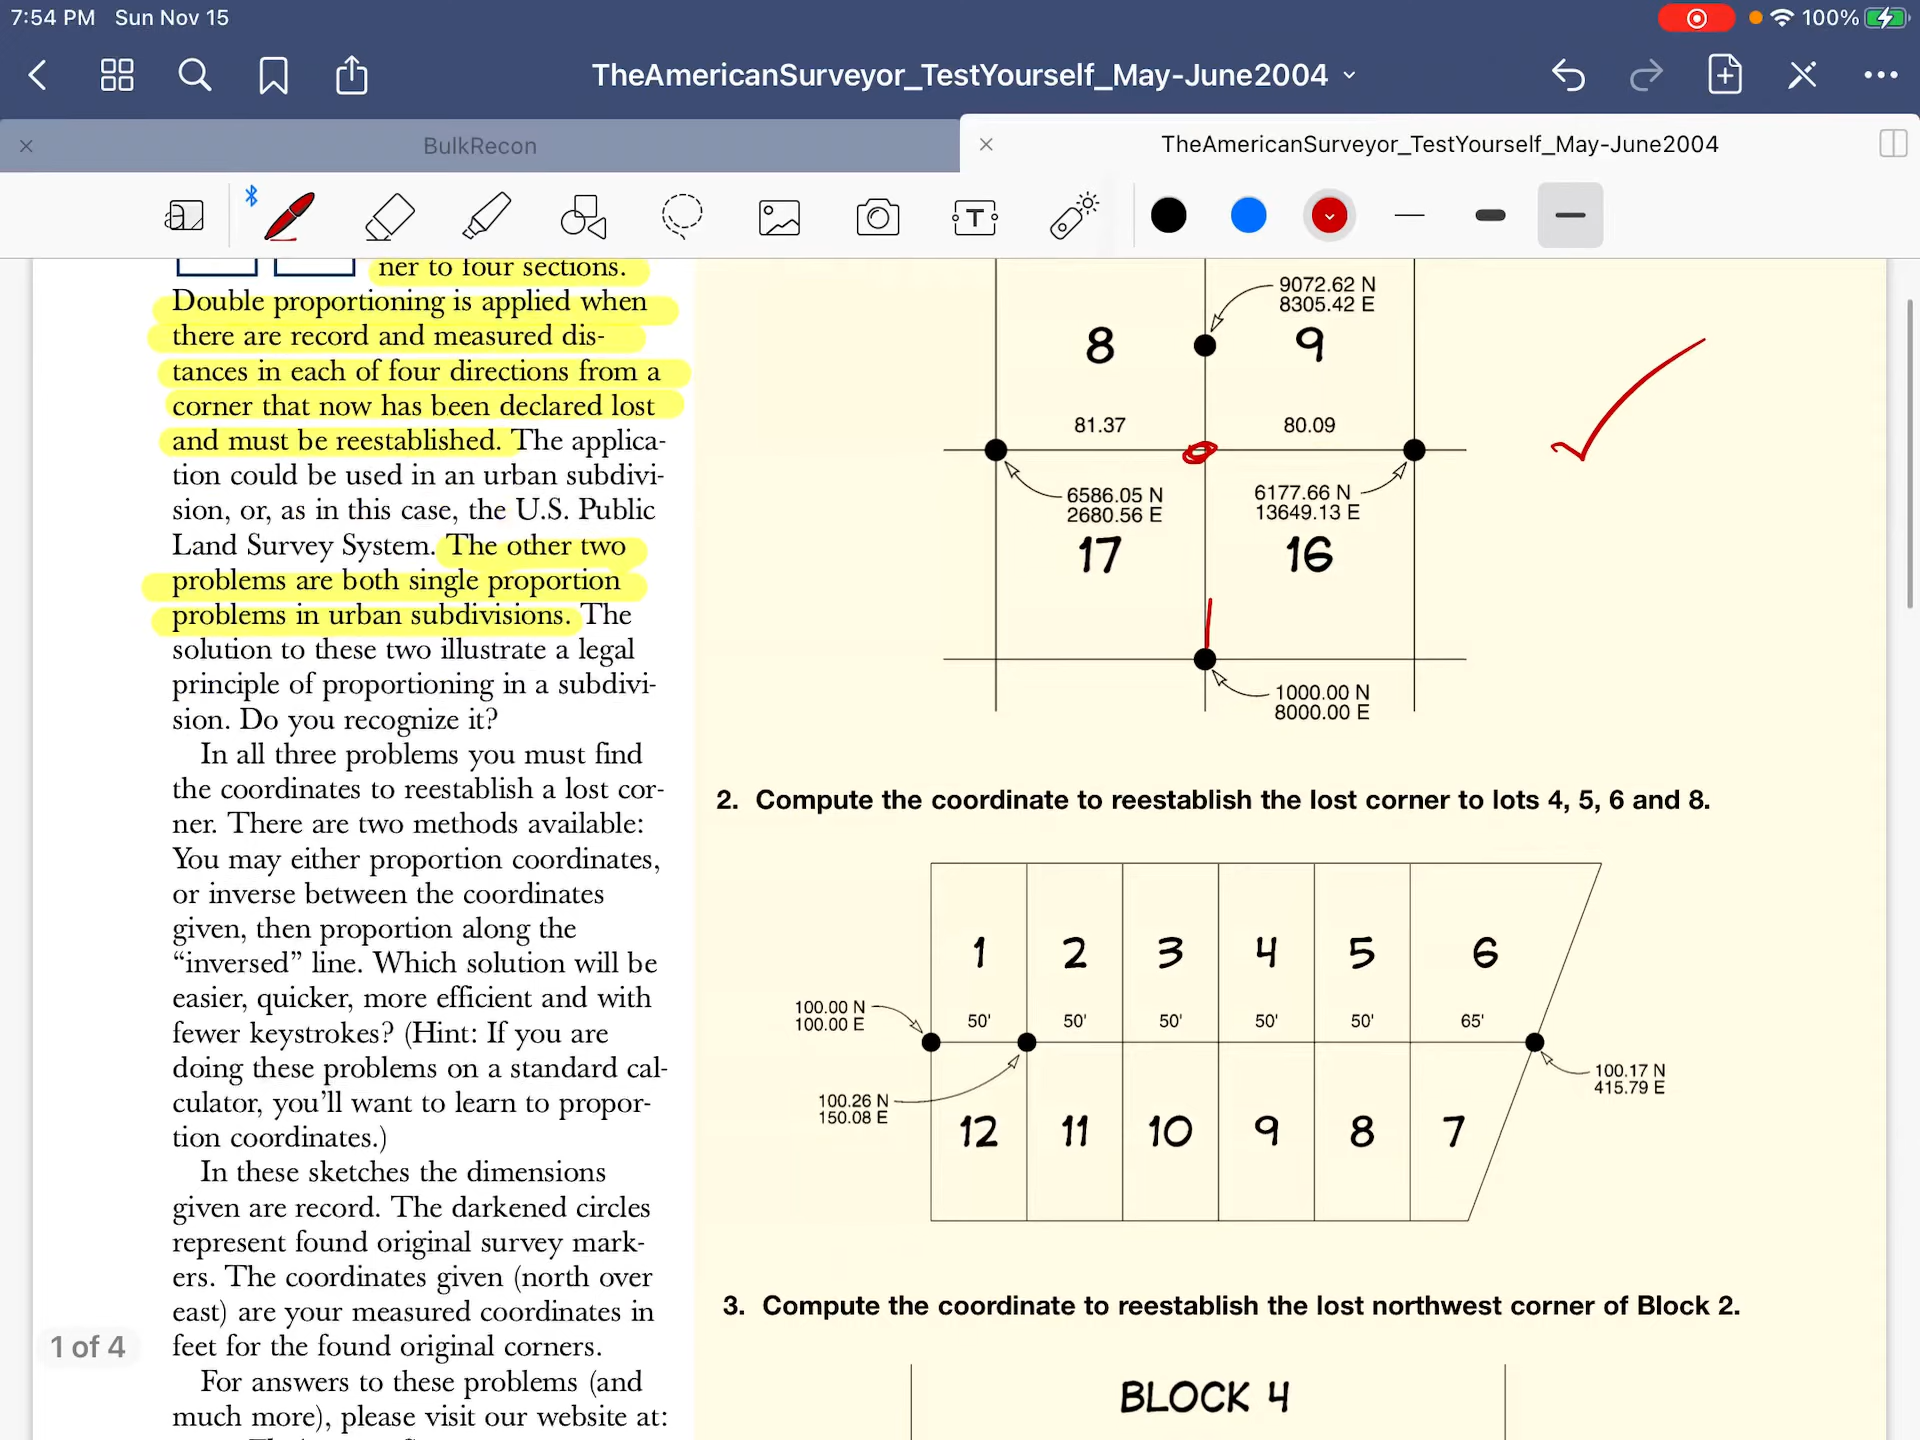 7:54 PM Sun Nov 15
100%
TheAmericanSurveyor_TestYourself_May-June2004
BulkRecon
TheAmericanSurveyor_TestYourself_May-June2004
ner to four sections.
Double proportioning is applied when
there are record and measured dis-
tances in each of four directions from a
corner that now has been declared lost
and must be reestablished. The applica-
tion could be used in an urban subdivi-
sion, or, as in this case, the U.S. Public
Land Survey System. The other two
problems are both single proportion
problems in urban subdivisions. The
solution to these two illustrate a legal
principle of proportioning in a subdivi-
sion. Do you recognize it?
In all three problems you must find
the coordinates to reestablish a lost cor-
ner. There are two methods available:
You may either proportion coordinates,
or inverse between the coordinates
given, then proportion along the
“inversed” line. Which solution will be
easier, quicker, more efficient and with
fewer keystrokes? (Hint: If you are
doing these problems on a standard cal-
culator, you’ll want to learn to propor-
tion coordinates.)
In these sketches the dimensions
given are record. The darkened circles
represent found original survey mark-
ers. The coordinates given (north over
east) are your measured coordinates in
feet for the found original corners.
For answers to these problems (and
much more), please visit our website at:
1 of 4
9072.62 N
8305.42 E
8
9
81.37
80.09
6586.05 N
2680.56 E
6177.66 N
13649.13 E
17
16
1000.00 N
8000.00 E
2. Compute the coordinate to reestablish the lost corner to lots 4, 5, 6 and 8.
1
2
3
4
5
6
100.00 N
100.00 E
50'
50'
50'
50'
50'
65'
100.17 N
415.79 E
100.26 N
150.08 E
12
11
10
9
8
7
3. Compute the coordinate to reestablish the lost northwest corner of Block 2.
BLOCK 4